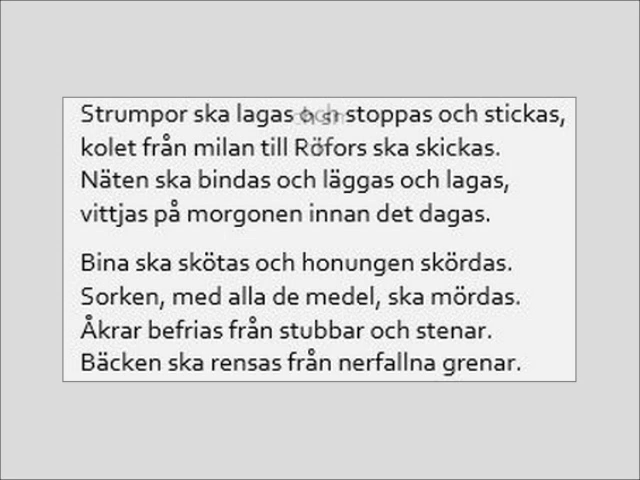 Strumpor ska lagas och stoppas och stickas,
kolet från milan till Röfors ska skickas.
Näten ska bindas och läggas och lagas,
vittjas på morgonen innan det dagas.
Bina ska skötas och honungen skördas.
Sorken, med alla de medel, ska mördas.
Åkrar befrias från stubbar och stenar.
Bäcken ska rensas från nerfallna grenar.